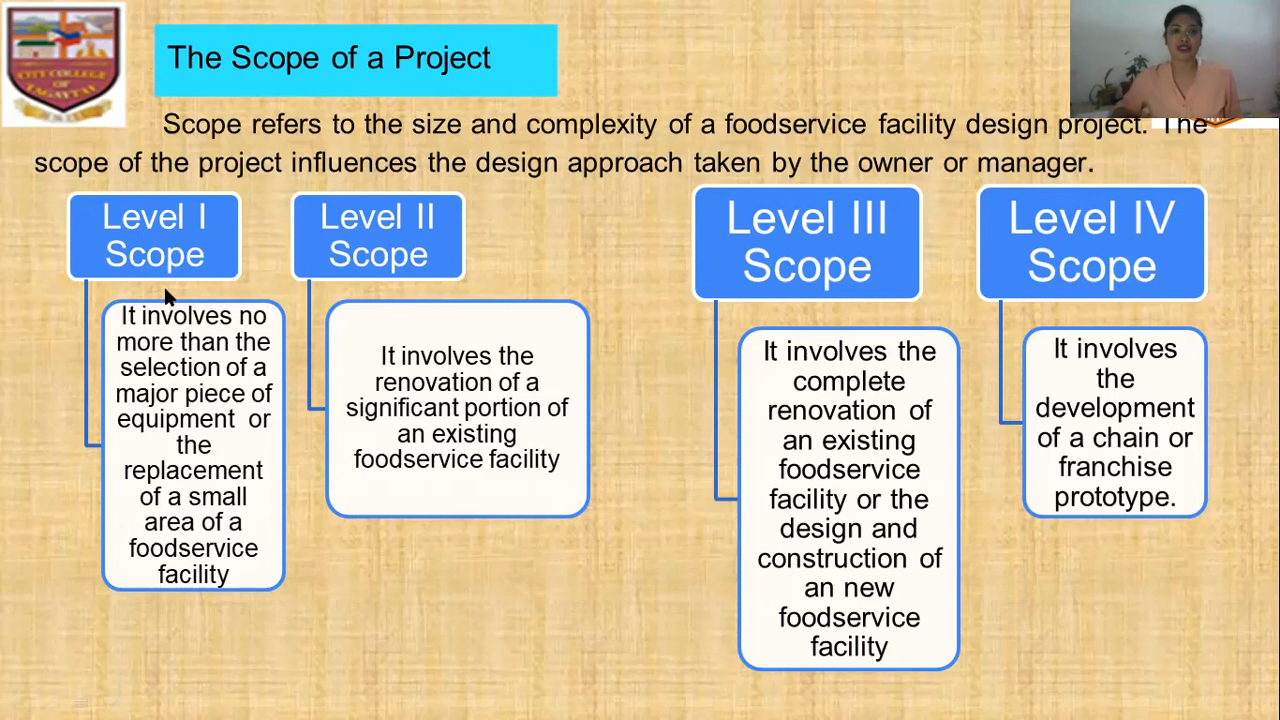 The Scope of a Project
Scope refers to the size and complexity of a foodservice facility design project. The
scope of the project influences the design approach taken by the owner or manager.
Level I
Scope
It involves no
more than the
selection of a
major piece of
equipment or
the
replacement
of a small
area of a
foodservice
facility
Level II
Scope
It involves the
renovation of a
significant portion of
an existing
foodservice facility
Level III
Scope
It involves the
complete
renovation of
an existing
foodservice
facility or the
design and
construction of
an new
foodservice
facility
Level IV
Scope
It involves
the
development
of a chain or
franchise
prototype.
CITY COLLEGE
OF
TAGAYTAY